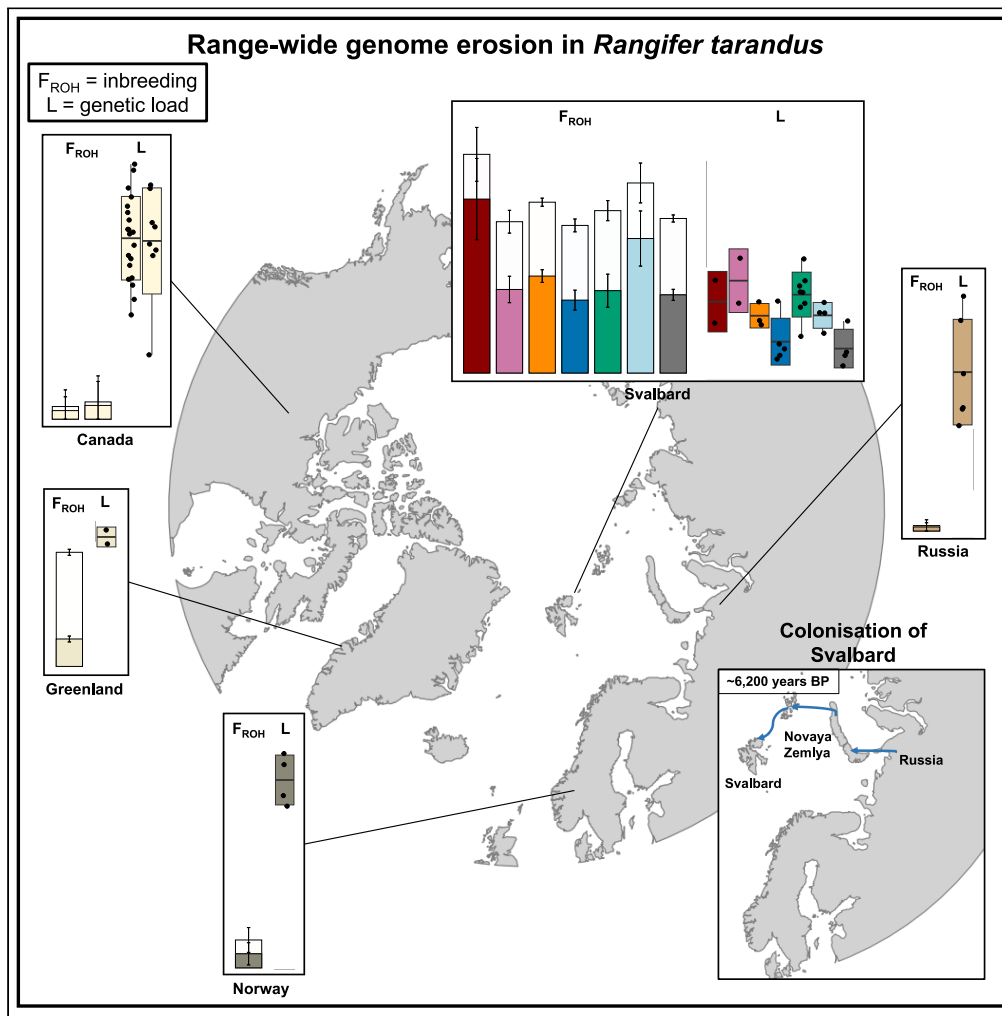 Range-wide genome erosion in Rangifer tarandus
FROH = inbreeding
L = genetic load
FROH L
Canada
FROH L
Svalbard
FROH L
Russia
FROH L
Greenland
FROH L
Norway
Colonisation of
Svalbard
~6,200 years BP
Novaya
Zemlya
Svalbard
Russia